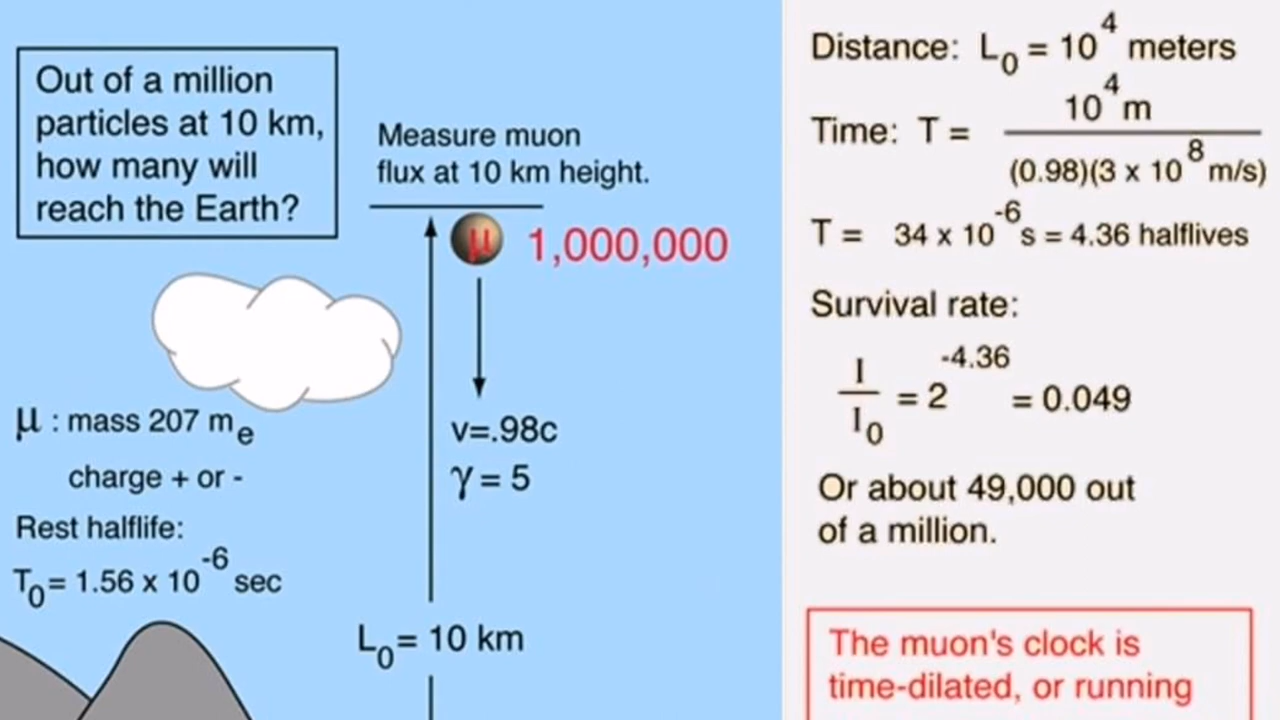 Out of a million
particles at 10 km,
how many will
reach the Earth?
Measure muon
flux at 10 km height.
μ 1,000,000
μ : mass 207 mₑ
charge + or -
Rest halflife:
T₀= 1.56 x 10⁻⁶ sec
v=.98c
γ = 5
L₀= 10 km
Distance: L₀ = 10⁴ meters
Time: T =
10⁴ m
(0.98)(3 x 10⁸ m/s)
T = 34 x 10⁻⁶ s = 4.36 halflives
Survival rate:
I/I₀ = 2⁻⁴·³⁶ = 0.049
Or about 49,000 out
of a million.
The muon's clock is
time-dilated, or running